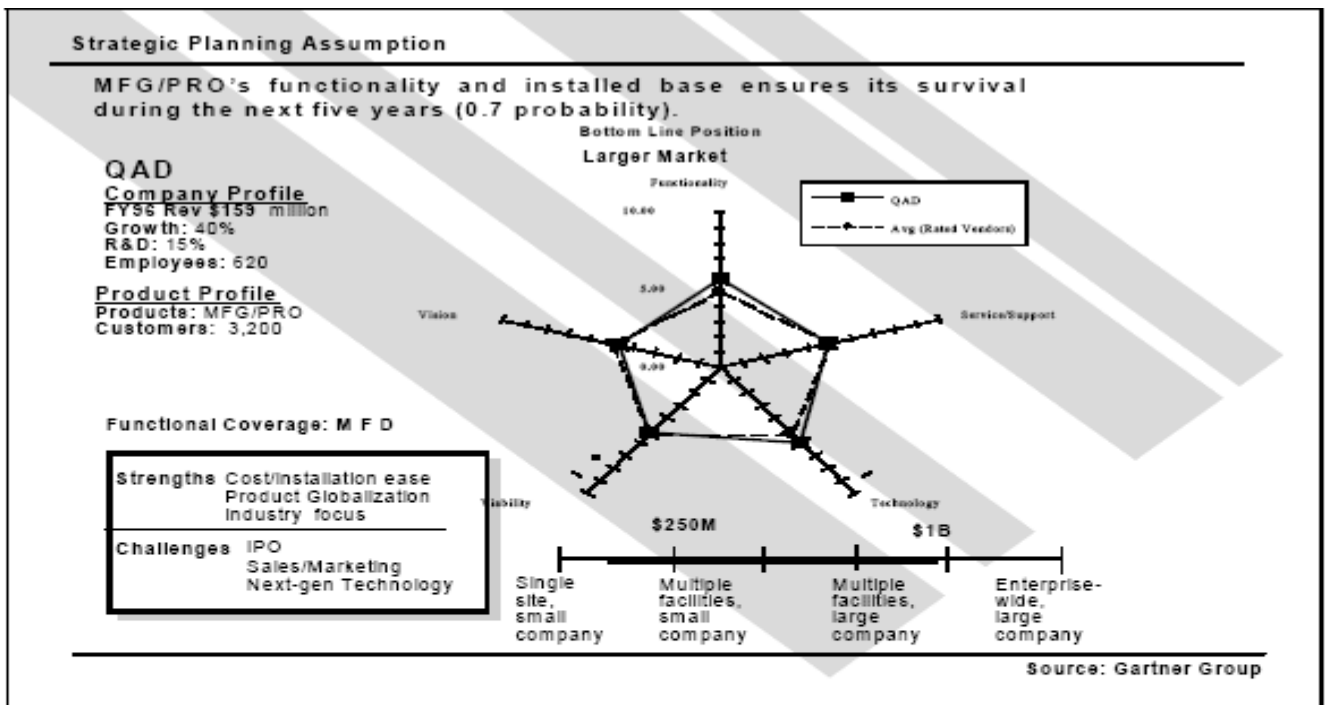 Strategic Planning Assumption
MFG/PRO's functionality and installed base ensures its survival
during the next five years (0.7 probability).
Bottom Line Position
Larger Market
QAD
Company Profile
FY96 Rev $159 million
Growth: 40%
R&D: 15%
Employees: 620
Product Profile
Products: MFG/PRO
Customers: 3,200
Functional Coverage: M F D
Strengths Cost/Installation ease
Product Globalization
Industry focus
Challenges IPO
Sales/Marketing
Next-gen Technology
Functionality
10.00
5.00
0.00
Vision
Service/Support
Viability
Technology
QAD
Avg (Rated Vendors)
$250M
$1B
Single
site,
small
company
Multiple
facilities,
small
company
Multiple
facilities,
large
company
Enterprise-
wide,
large
company
Source: Gartner Group